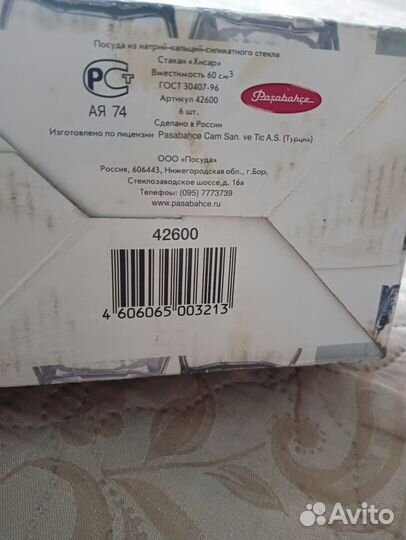 Посуда из натрий-кальций-силикатного стекла
Стакан «Хисар»
Вместимость 60 см³
ГОСТ 30407-96
Артикул 42600
6 шт.
Сделано в России
Изготовлено по лицензии Pasabahce Cam San. ve Tic A.S. (Турция)
РСТ
АЯ 74
Paşabahçe
ООО «Посуда»
Россия, 606443, Нижегородская обл., г.Бор,
Стеклозаводское шоссе,д. 16а
Телефоы: (095) 7773739
www.pasabahce.ru
42600
4 606065 003213
Avito